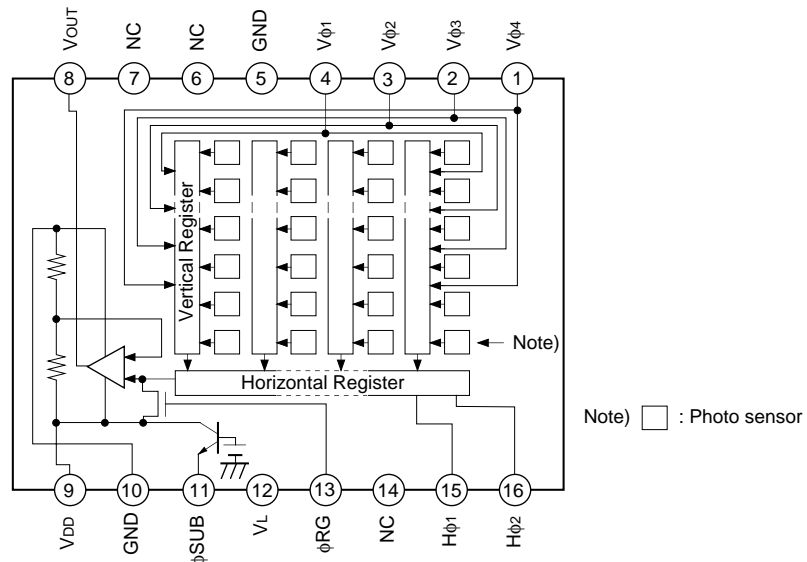 VOUT
NC
NC
GND
Vϕ1
Vϕ2
Vϕ3
Vϕ4
8
7
6
5
4
3
2
1
Vertical Register
Note)
Horizontal Register
Note) : Photo sensor
9
10
11
12
13
14
15
16
VDD
GND
ϕSUB
VL
ϕRG
NC
Hϕ1
Hϕ2